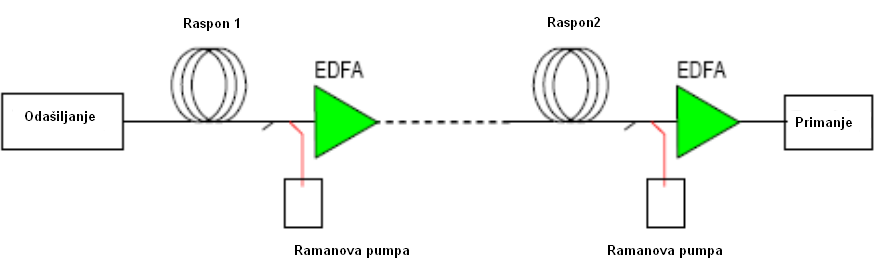 Raspon 1
Raspon2
EDFA
EDFA
Odašiljanje
Primanje
Ramanova pumpa
Ramanova pumpa